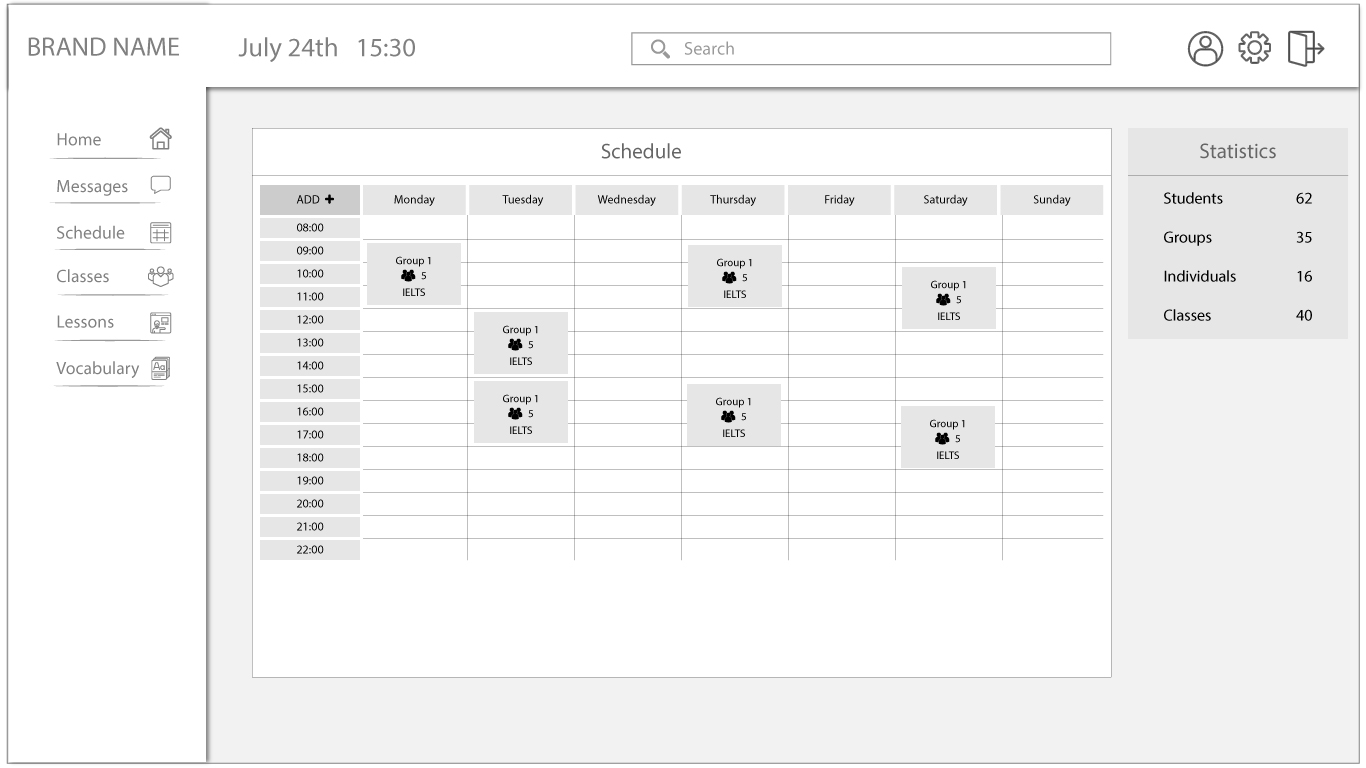 BRAND NAME
July 24th 15:30
Search
Home
Messages
Schedule
Classes
Lessons
Vocabulary
Aa
Schedule
ADD + Monday Tuesday Wednesday Thursday Friday Saturday Sunday
08:00
09:00
10:00
11:00
12:00
13:00
14:00
15:00
16:00
17:00
18:00
19:00
20:00
21:00
22:00
Group 1
5
IELTS
Group 1
5
IELTS
Group 1
5
IELTS
Group 1
5
IELTS
Group 1
5
IELTS
Group 1
5
IELTS
Group 1
5
IELTS
Statistics
Students 62
Groups 35
Individuals 16
Classes 40